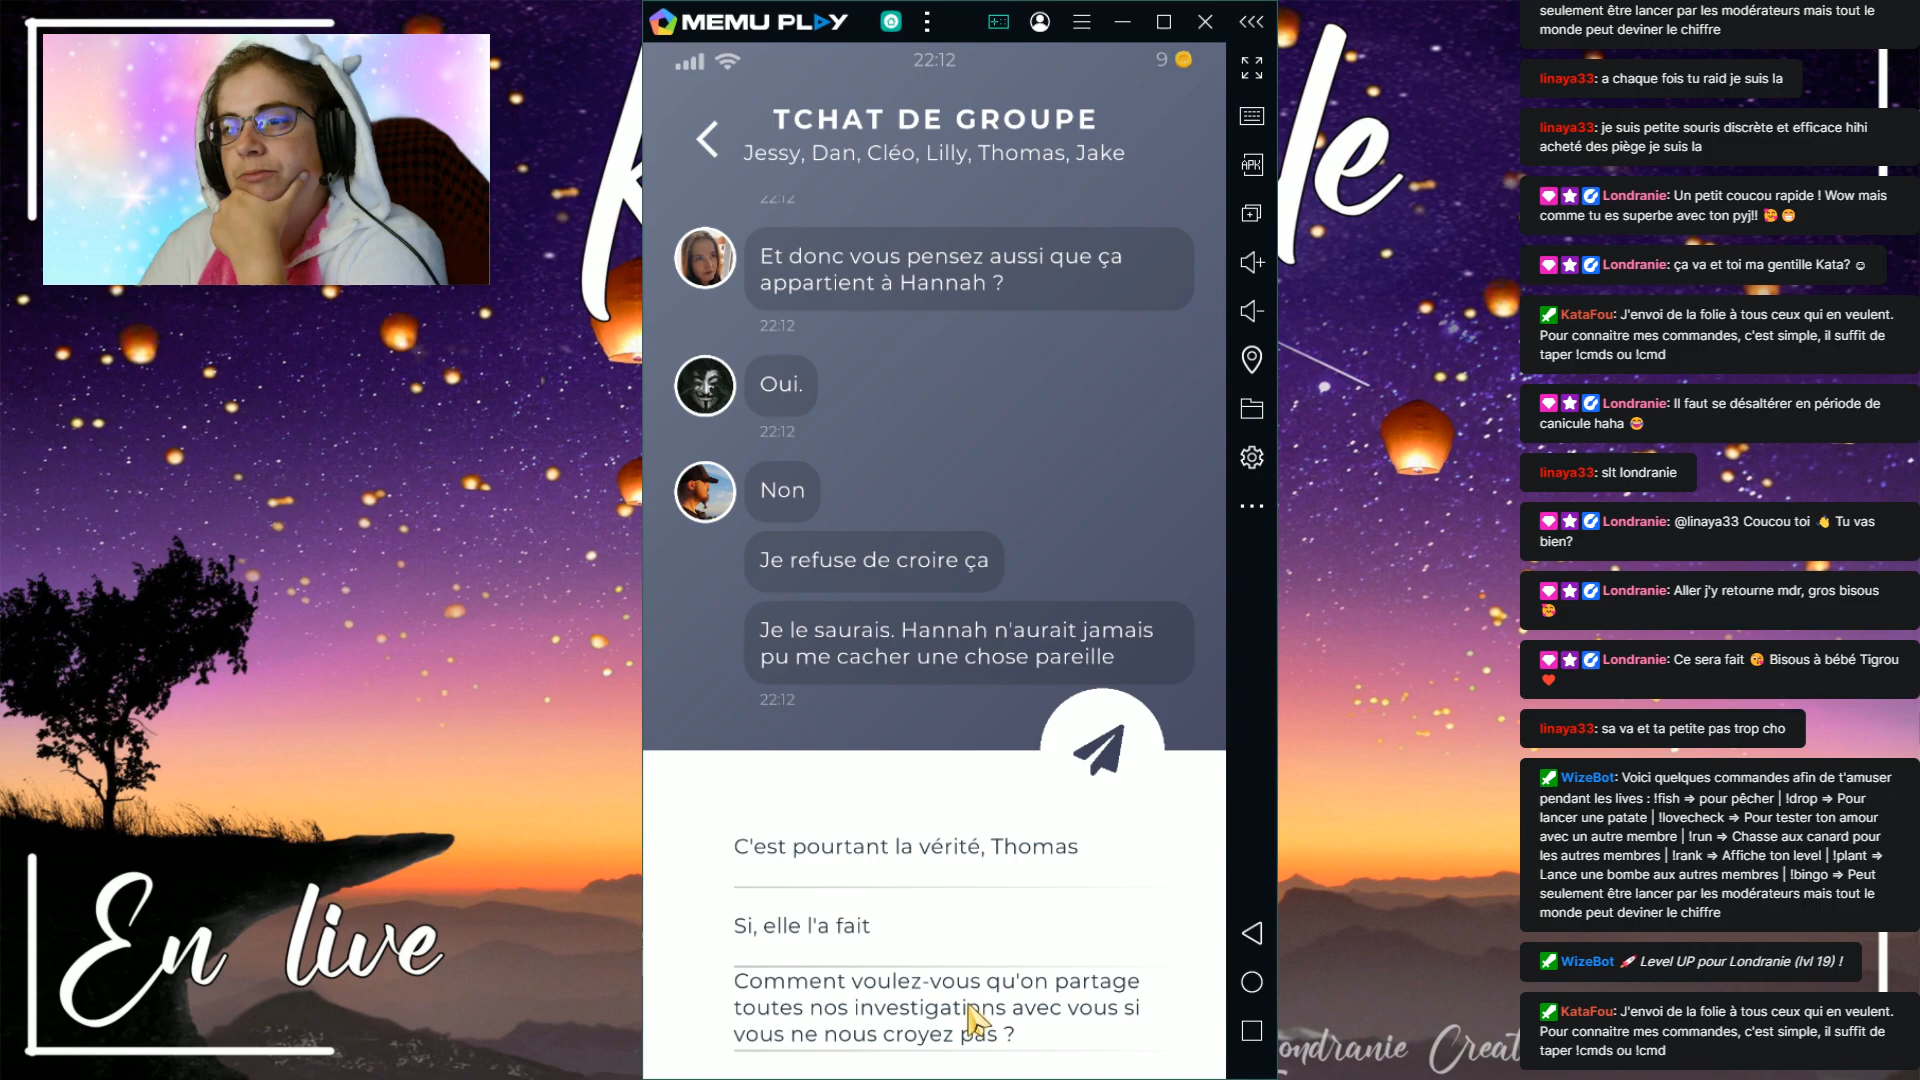 MEMU PLAY
22:12
9
TCHAT DE GROUPE
Jessy, Dan, Cléo, Lilly, Thomas, Jake
22:12
Et donc vous pensez aussi que ça
appartient à Hannah ?
22:12
Oui.
22:12
Non
Je refuse de croire ça
Je le saurais. Hannah n'aurait jamais
pu me cacher une chose pareille
22:12
C'est pourtant la vérité, Thomas
Si, elle l'a fait
Comment voulez-vous qu'on partage
toutes nos investigations avec vous si
vous ne nous croyez pas ?
APK
En live
seulement être lancer par les modérateurs mais tout le
monde peut deviner le chiffre
linaya33: a chaque fois tu raid je suis la
linaya33: je suis petite souris discrète et efficace hihi
acheté des piège je suis la
Londranie: Un petit coucou rapide ! Wow mais
comme tu es superbe avec ton pyj!! 🥰 😁
Londranie: ça va et toi ma gentille Kata? ☺
KataFou: J'envoi de la folie à tous ceux qui en veulent.
Pour connaitre mes commandes, c'est simple, il suffit de
taper !cmds ou !cmd
Londranie: Il faut se désaltérer en période de
canicule haha 😂
linaya33: slt londranie
Londranie: @linaya33 Coucou toi 👋 Tu vas
bien?
Londranie: Aller j'y retourne mdr, gros bisous
🥰
Londranie: Ce sera fait 😘 Bisous à bébé Tigrou
♥
linaya33: sa va et ta petite pas trop cho
WizeBot: Voici quelques commandes afin de t'amuser
pendant les lives : !fish => pour pêcher | !drop => Pour
lancer une patate | !lovecheck => Pour tester ton amour
avec un autre membre | !run => Chasse aux canard pour
les autres membres | !rank => Affiche ton level | !plant =>
Lance une bombe aux autres membres | !bingo => Peut
seulement être lancer par les modérateurs mais tout le
monde peut deviner le chiffre
WizeBot 🚀 Level UP pour Londranie (lvl 19) !
KataFou: J'envoi de la folie à tous ceux qui en veulent.
Pour connaitre mes commandes, c'est simple, il suffit de
taper !cmds ou !cmd